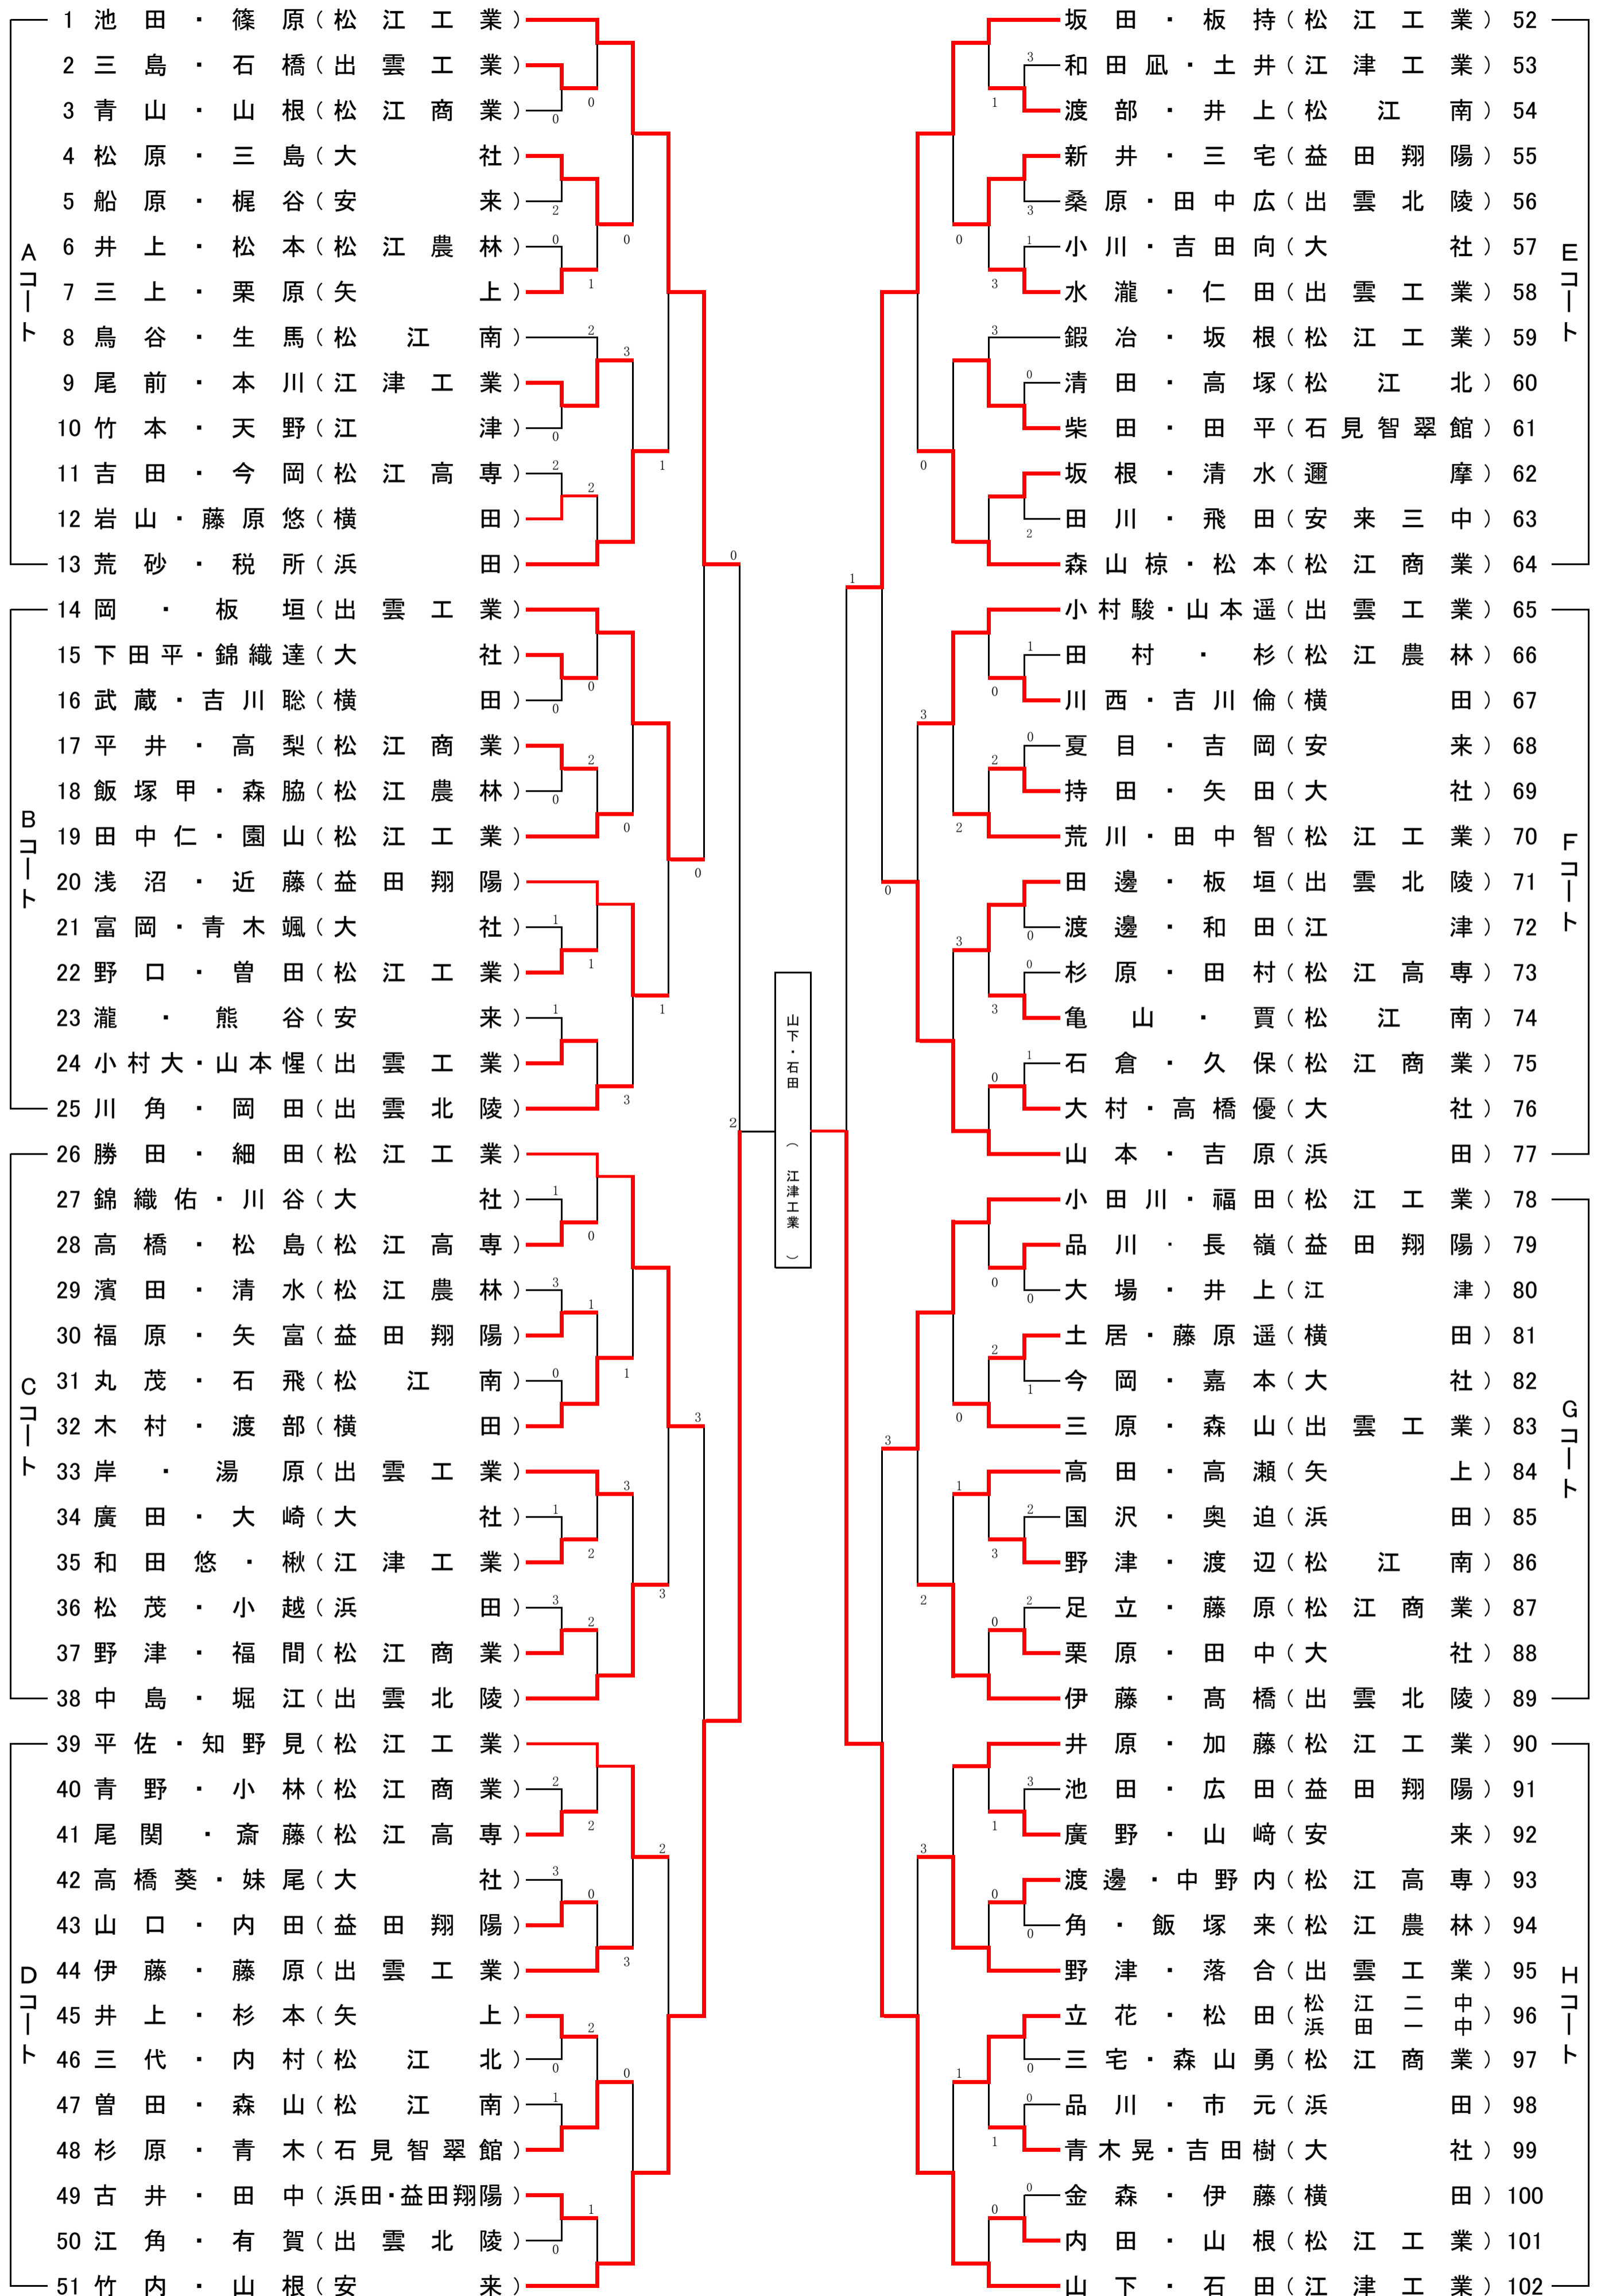 1 池田・篠原（松江工業）
2 三島・石橋（出雲工業）
3 青山・山根（松江商業）
4 松原・三島（大社）
5 船原・梶谷（安来）
6 井上・松本（松江農林）
7 三上・栗原（矢上）
8 鳥谷・生馬（松江南）
9 尾前・本川（江津工業）
10 竹本・天野（江津）
11 吉田・今岡（松江高専）
12 岩山・藤原悠（横田）
13 荒砂・税所（浜田）
Aコート
14 岡・板垣（出雲工業）
15 下田平・錦織達（大社）
16 武蔵・吉川聡（横田）
17 平井・高梨（松江商業）
18 飯塚甲・森脇（松江農林）
19 田中仁・園山（松江工業）
20 浅沼・近藤（益田翔陽）
21 富岡・青木颯（大社）
22 野口・曽田（松江工業）
23 瀧・熊谷（安来）
24 小村大・山本惺（出雲工業）
25 川角・岡田（出雲北陵）
Bコート
26 勝田・細田（松江工業）
27 錦織佑・川谷（大社）
28 高橋・松島（松江高専）
29 濱田・清水（松江農林）
30 福原・矢富（益田翔陽）
31 丸茂・石飛（松江南）
32 木村・渡部（横田）
33 岸・湯原（出雲工業）
34 廣田・大崎（大社）
35 和田悠・楸（江津工業）
36 松茂・小越（浜田）
37 野津・福間（松江商業）
38 中島・堀江（出雲北陵）
Cコート
39 平佐・知野見（松江工業）
40 青野・小林（松江商業）
41 尾関・斎藤（松江高専）
42 高橋葵・妹尾（大社）
43 山口・内田（益田翔陽）
44 伊藤・藤原（出雲工業）
45 井上・杉本（矢上）
46 三代・内村（松江北）
47 曽田・森山（松江南）
48 杉原・青木（石見智翠館）
49 古井・田中（浜田・益田翔陽）
50 江角・有賀（出雲北陵）
51 竹内・山根（安来）
Dコート
山下・石田（江津工業）
坂田・板持（松江工業）52
和田凪・土井（江津工業）53
渡部・井上（松江南）54
新井・三宅（益田翔陽）55
桑原・田中広（出雲北陵）56
小川・吉田向（大社）57
水瀧・仁田（出雲工業）58
鍜冶・坂根（松江工業）59
清田・高塚（松江北）60
柴田・田平（石見智翠館）61
坂根・清水（邇摩）62
田川・飛田（安来三中）63
森山椋・松本（松江商業）64
Eコート
小村駿・山本遥（出雲工業）65
田村・杉（松江農林）66
川西・吉川倫（横田）67
夏目・吉岡（安来）68
持田・矢田（大社）69
荒川・田中智（松江工業）70
田邊・板垣（出雲北陵）71
渡邊・和田（江津）72
杉原・田村（松江高専）73
亀山・賈（松江南）74
石倉・久保（松江商業）75
大村・高橋優（大社）76
山本・吉原（浜田）77
Fコート
小田川・福田（松江工業）78
品川・長嶺（益田翔陽）79
大場・井上（江津）80
土居・藤原遥（横田）81
今岡・嘉本（大社）82
三原・森山（出雲工業）83
高田・高瀬（矢上）84
国沢・奥迫（浜田）85
野津・渡辺（松江南）86
足立・藤原（松江商業）87
栗原・田中（大社）88
伊藤・髙橋（出雲北陵）89
Gコート
井原・加藤（松江工業）90
池田・広田（益田翔陽）91
廣野・山﨑（安来）92
渡邊・中野内（松江高専）93
角・飯塚来（松江農林）94
野津・落合（出雲工業）95
立花・松田（松江二中 浜田一中）96
三宅・森山勇（松江商業）97
品川・市元（浜田）98
青木晃・吉田樹（大社）99
金森・伊藤（横田）100
内田・山根（松江工業）101
山下・石田（江津工業）102
Hコート